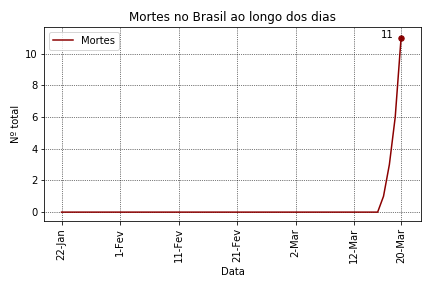 Mortes no Brasil ao longo dos dias
Mortes
11
Nº total
10
8
6
4
2
0
22-Jan
1-Fev
11-Fev
21-Fev
2-Mar
12-Mar
20-Mar
Data